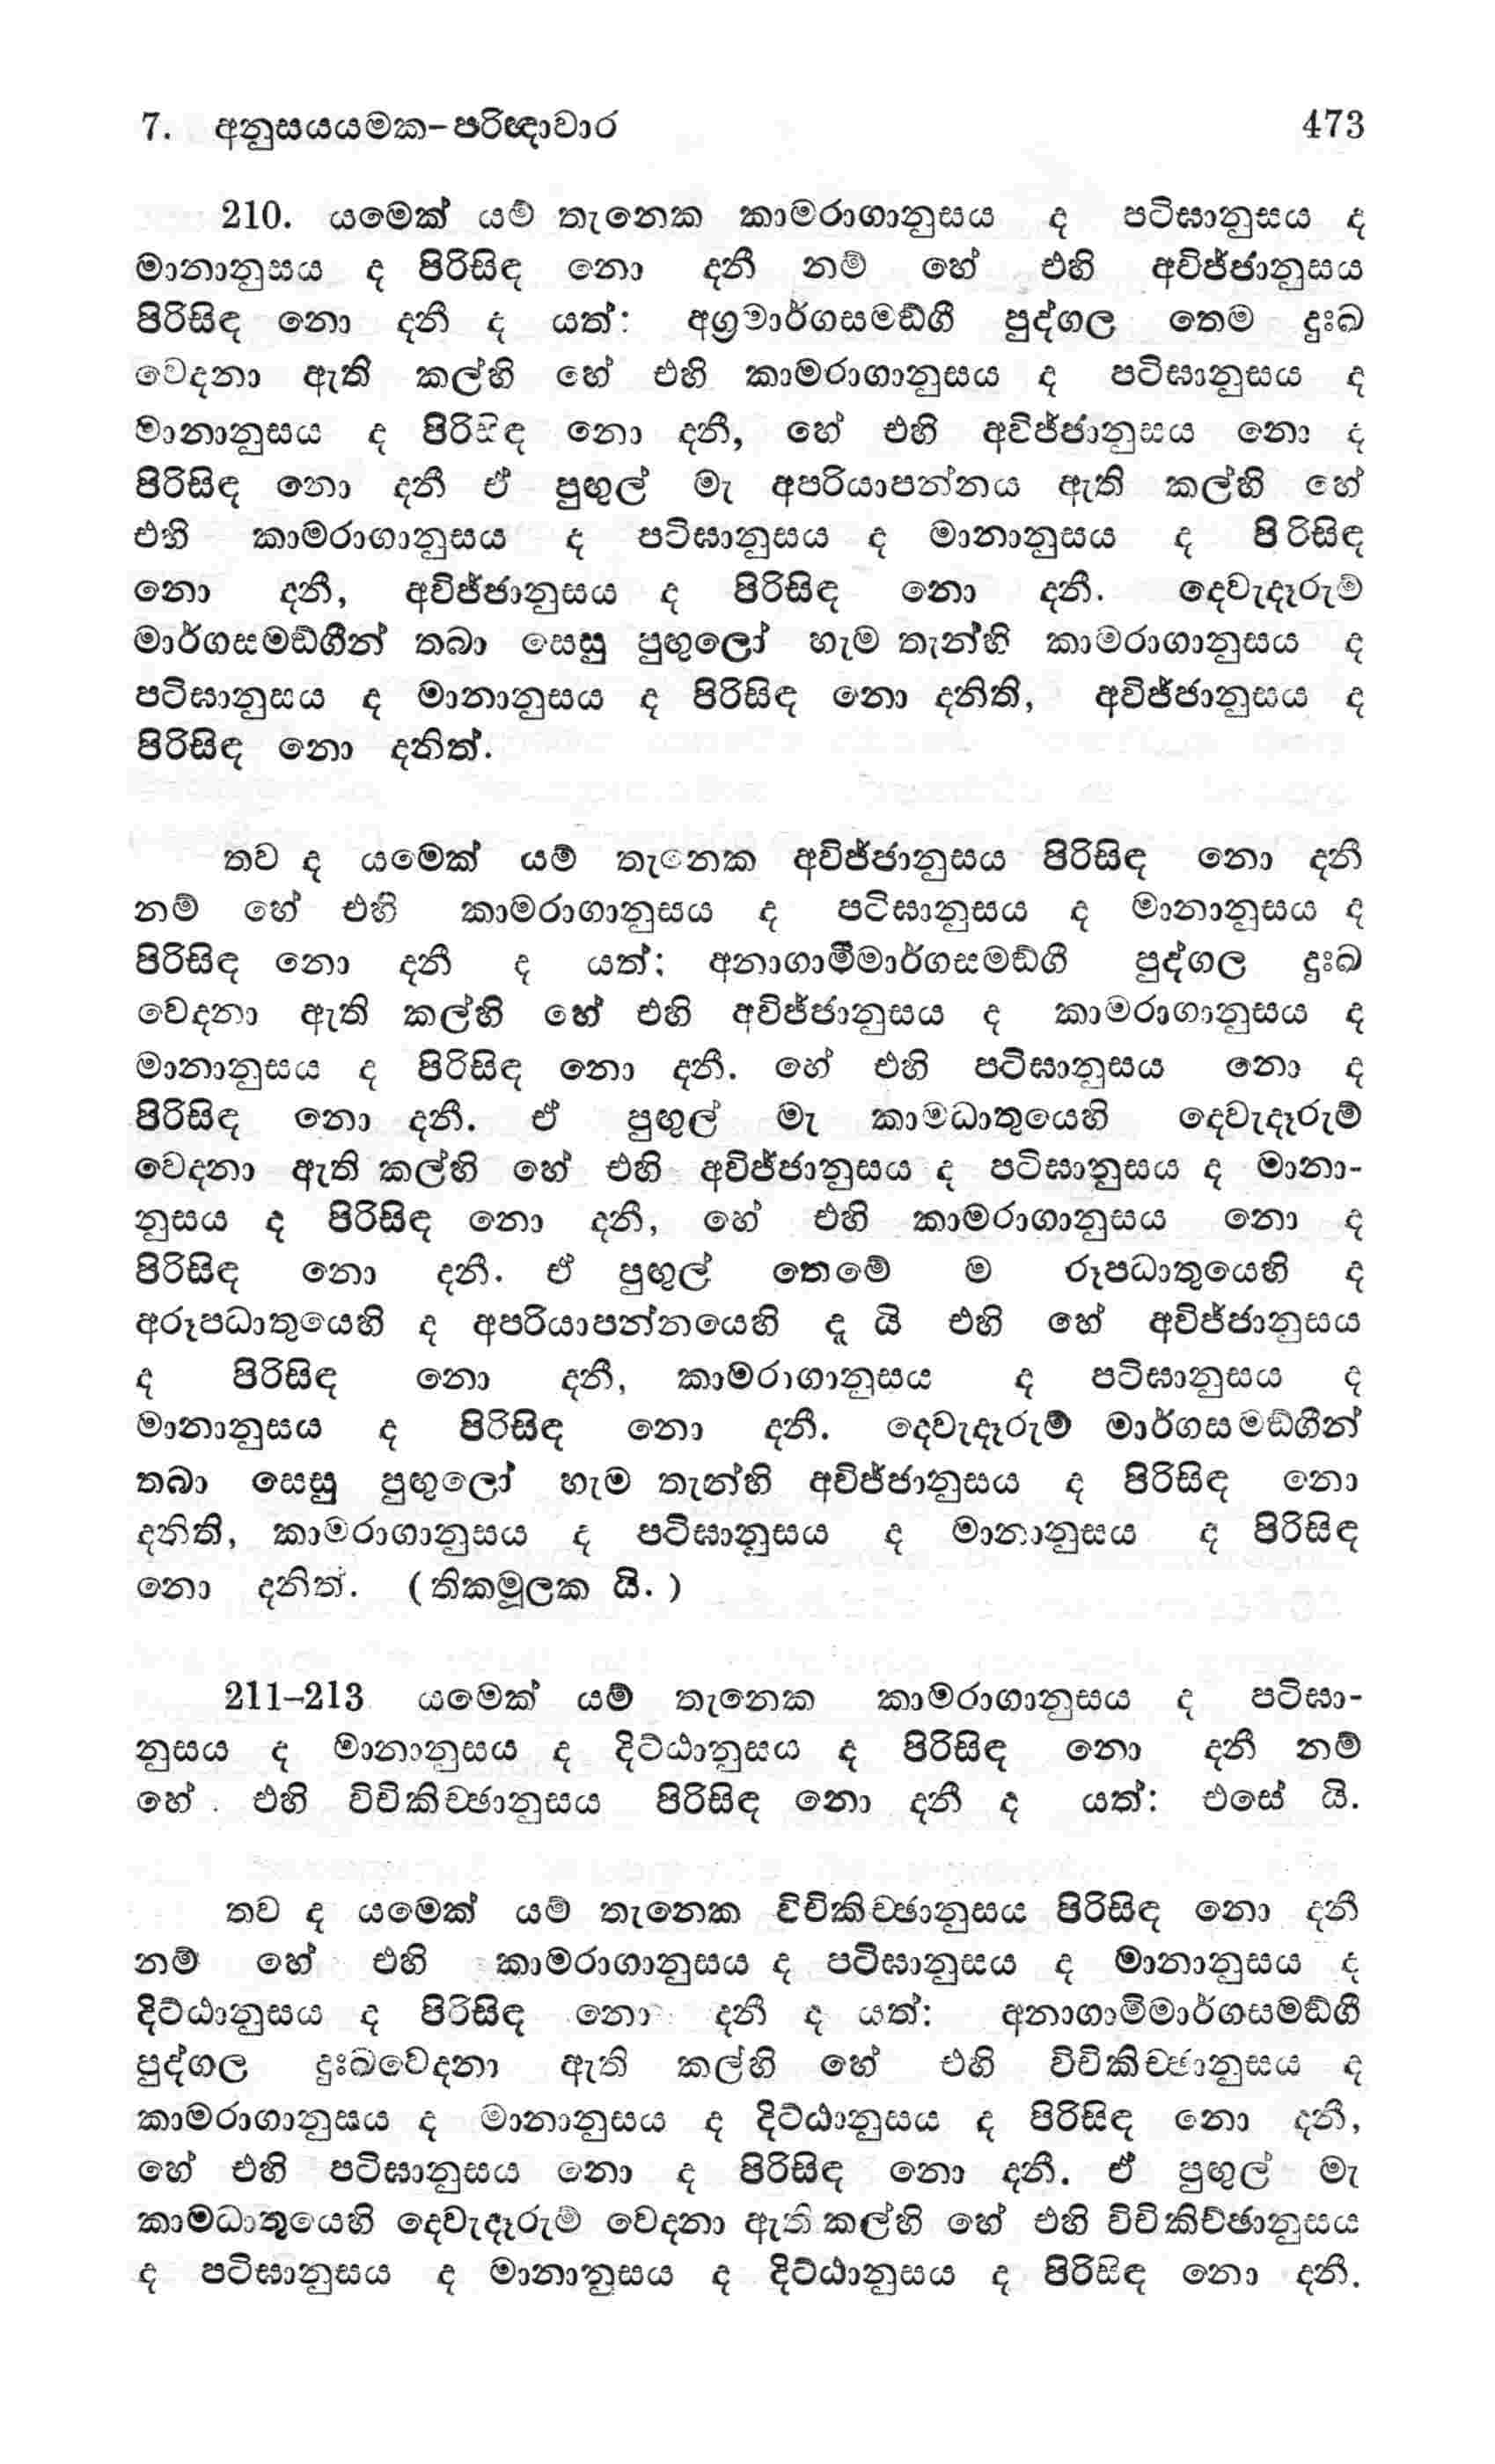 7. අනුසයයමක-පරිඥාවාර 473
210. යමෙක් යම් තැනෙක කාමරාගානුසය ද පටිඝානුසය ද
මානානුසය ද පිරිසිඳ නො දනී නම් හේ එහි අවිජ්ජානුසය
පිරිසිඳ නො දනී ද යත්: අග්‍රමාර්ගසමඞ්ගී පුද්ගල තෙම දුඃඛ
වෙදනා ඇති කල්හි හේ එහි කාමරාගානුසය ද පටිඝානුසය ද
මානානුසය ද පිරිසිඳ නො දනී, හේ එහි අවිජ්ජානුසය නො ද
පිරිසිඳ නො දනී ඒ පුඟුල් මැ අපරියාපන්නය ඇති කල්හි හේ
එහි කාමරාගානුසය ද පටිඝානුසය ද මානානුසය ද පිරිසිඳ
නො දනී, අවිජ්ජානුසය ද පිරිසිඳ නො දනී. දෙවැදෑරුම්
මාර්ගසමඞ්ගීන් තබා සෙසු පුඟුලෝ හැම තැන්හි කාමරාගානුසය ද
පටිඝානුසය ද මානානුසය ද පිරිසිඳ නො දනිති, අවිජ්ජානුසය ද
පිරිසිඳ නො දනිත්.
තව ද යමෙක් යම් තැනෙක අවිජ්ජානුසය පිරිසිඳ නො දනී
නම් හේ එහි කාමරාගානුසය ද පටිඝානුසය ද මානානූසය ද
පිරිසිඳ නො දනී ද යත්; අනාගාමීමාර්ගසමඞ්ගී පුද්ගල දුඃඛ
වෙදනා ඇති කල්හි හේ එහි අවිජ්ජානුසය ද කාමරාගානුසය ද
මානානුසය ද පිරිසිඳ නො දනී. හේ එහි පටිඝානුසය නො ද
පිරිසිඳ නො දනී. ඒ පුඟුල් මැ කාමධාතුයෙහි දෙවැදෑරුම්
වෙදනා ඇති කල්හි හේ එහි අවිජ්ජානුසය ද පටිඝානුසය ද මානා-
නුසය ද පිරිසිඳ නො දනී, හේ එහි කාමරාගානුසය නො ද
පිරිසිඳ නො දනී. ඒ පුඟුල් තෙමේ ම රූපධාතුයෙහි ද
අරූපධාතුයෙහි ද අපරියාපන්නයෙහි දූ යි එහි හේ අවිජ්ජානුසය
ද පිරිසිඳ නො දනී, කාමරාගානුසය ද පටිඝානුසය ද
මානානුසය ද පිරිසිඳ නො දනී. දෙවැදෑරුම් මාර්ගසමඞ්ගීන්
තබා සෙසු පුඟුලෝ හැම තැන්හි අවිජ්ජානුසය ද පිරිසිඳ නො
දනිති, කාමරාගානුසය ද පටිඝානුසය ද මානානුසය ද පිරිසිඳ
නො දනිත්. (තිකමූලක යි.)
211-213 යමෙක් යම් තැනෙක කාමරාගානුසය ද පටිඝා-
නුසය ද මානානුසය ද දිට්ඨානුසය ද පිරිසිඳ නො දනී නම්
හේ එහි විචිකිච්ඡානුසය පිරිසිඳ නො දනී ද යත්: එසේ යි.
තව ද යමෙක් යම් තැනෙක විචිකිච්ඡානුසය පිරිසිඳ නො දනී
නම් හේ එහි කාමරාගානුසය ද පටිඝානුසය ද මානානුසය ද
දිට්ඨානුසය ද පිරිසිඳ නො දනී ද යත්: අනාගාමිමාර්ගසමඞ්ගී
පුද්ගල දුඃඛවේදනා ඇති කල්හි හේ එහි විචිකිච්ඡානුසය ද
කාමරාගානුසය ද මානානුසය ද දිට්ඨානුසය ද පිරිසිඳ නො දනී,
හේ එහි පටිඝානුසය නො ද පිරිසිඳ නො දනී. ඒ පුඟුල් මැ
කාමධාතුයෙහි දෙවැදෑරුම් වෙදනා ඇති කල්හි හේ එහි විචිකිච්ඡානුසය
ද පටිඝානුසය ද මානානුසය ද දිට්ඨානුසය ද පිරිසිඳ නො දනී.